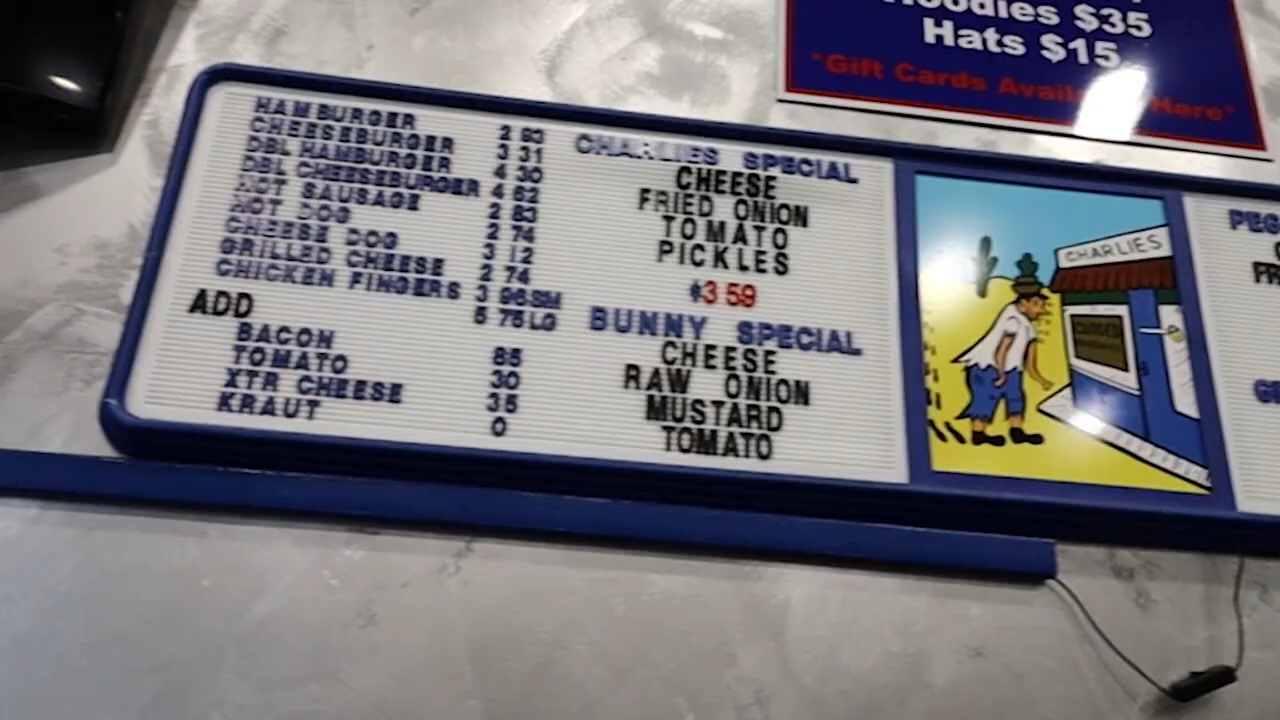 Hoodies $35
Hats $15
*Gift Cards Available Here*
HAMBURGER 2 93
CHEESEBURGER 3 31
DBL HAMBURGER 4 30
DBL CHEESEBURGER 4 62
HOT SAUSAGE 2 83
HOT DOG 2 74
CHEESE DOG 3 12
GRILLED CHEESE 2 74
CHICKEN FINGERS 3 96 SM
5 75 LG
ADD
BACON 85
TOMATO 30
XTR CHEESE 35
KRAUT 0
CHARLIES SPECIAL
CHEESE
FRIED ONION
TOMATO
PICKLES
$3 59
BUNNY SPECIAL
CHEESE
RAW ONION
MUSTARD
TOMATO
CHARLIES
PEG
FR